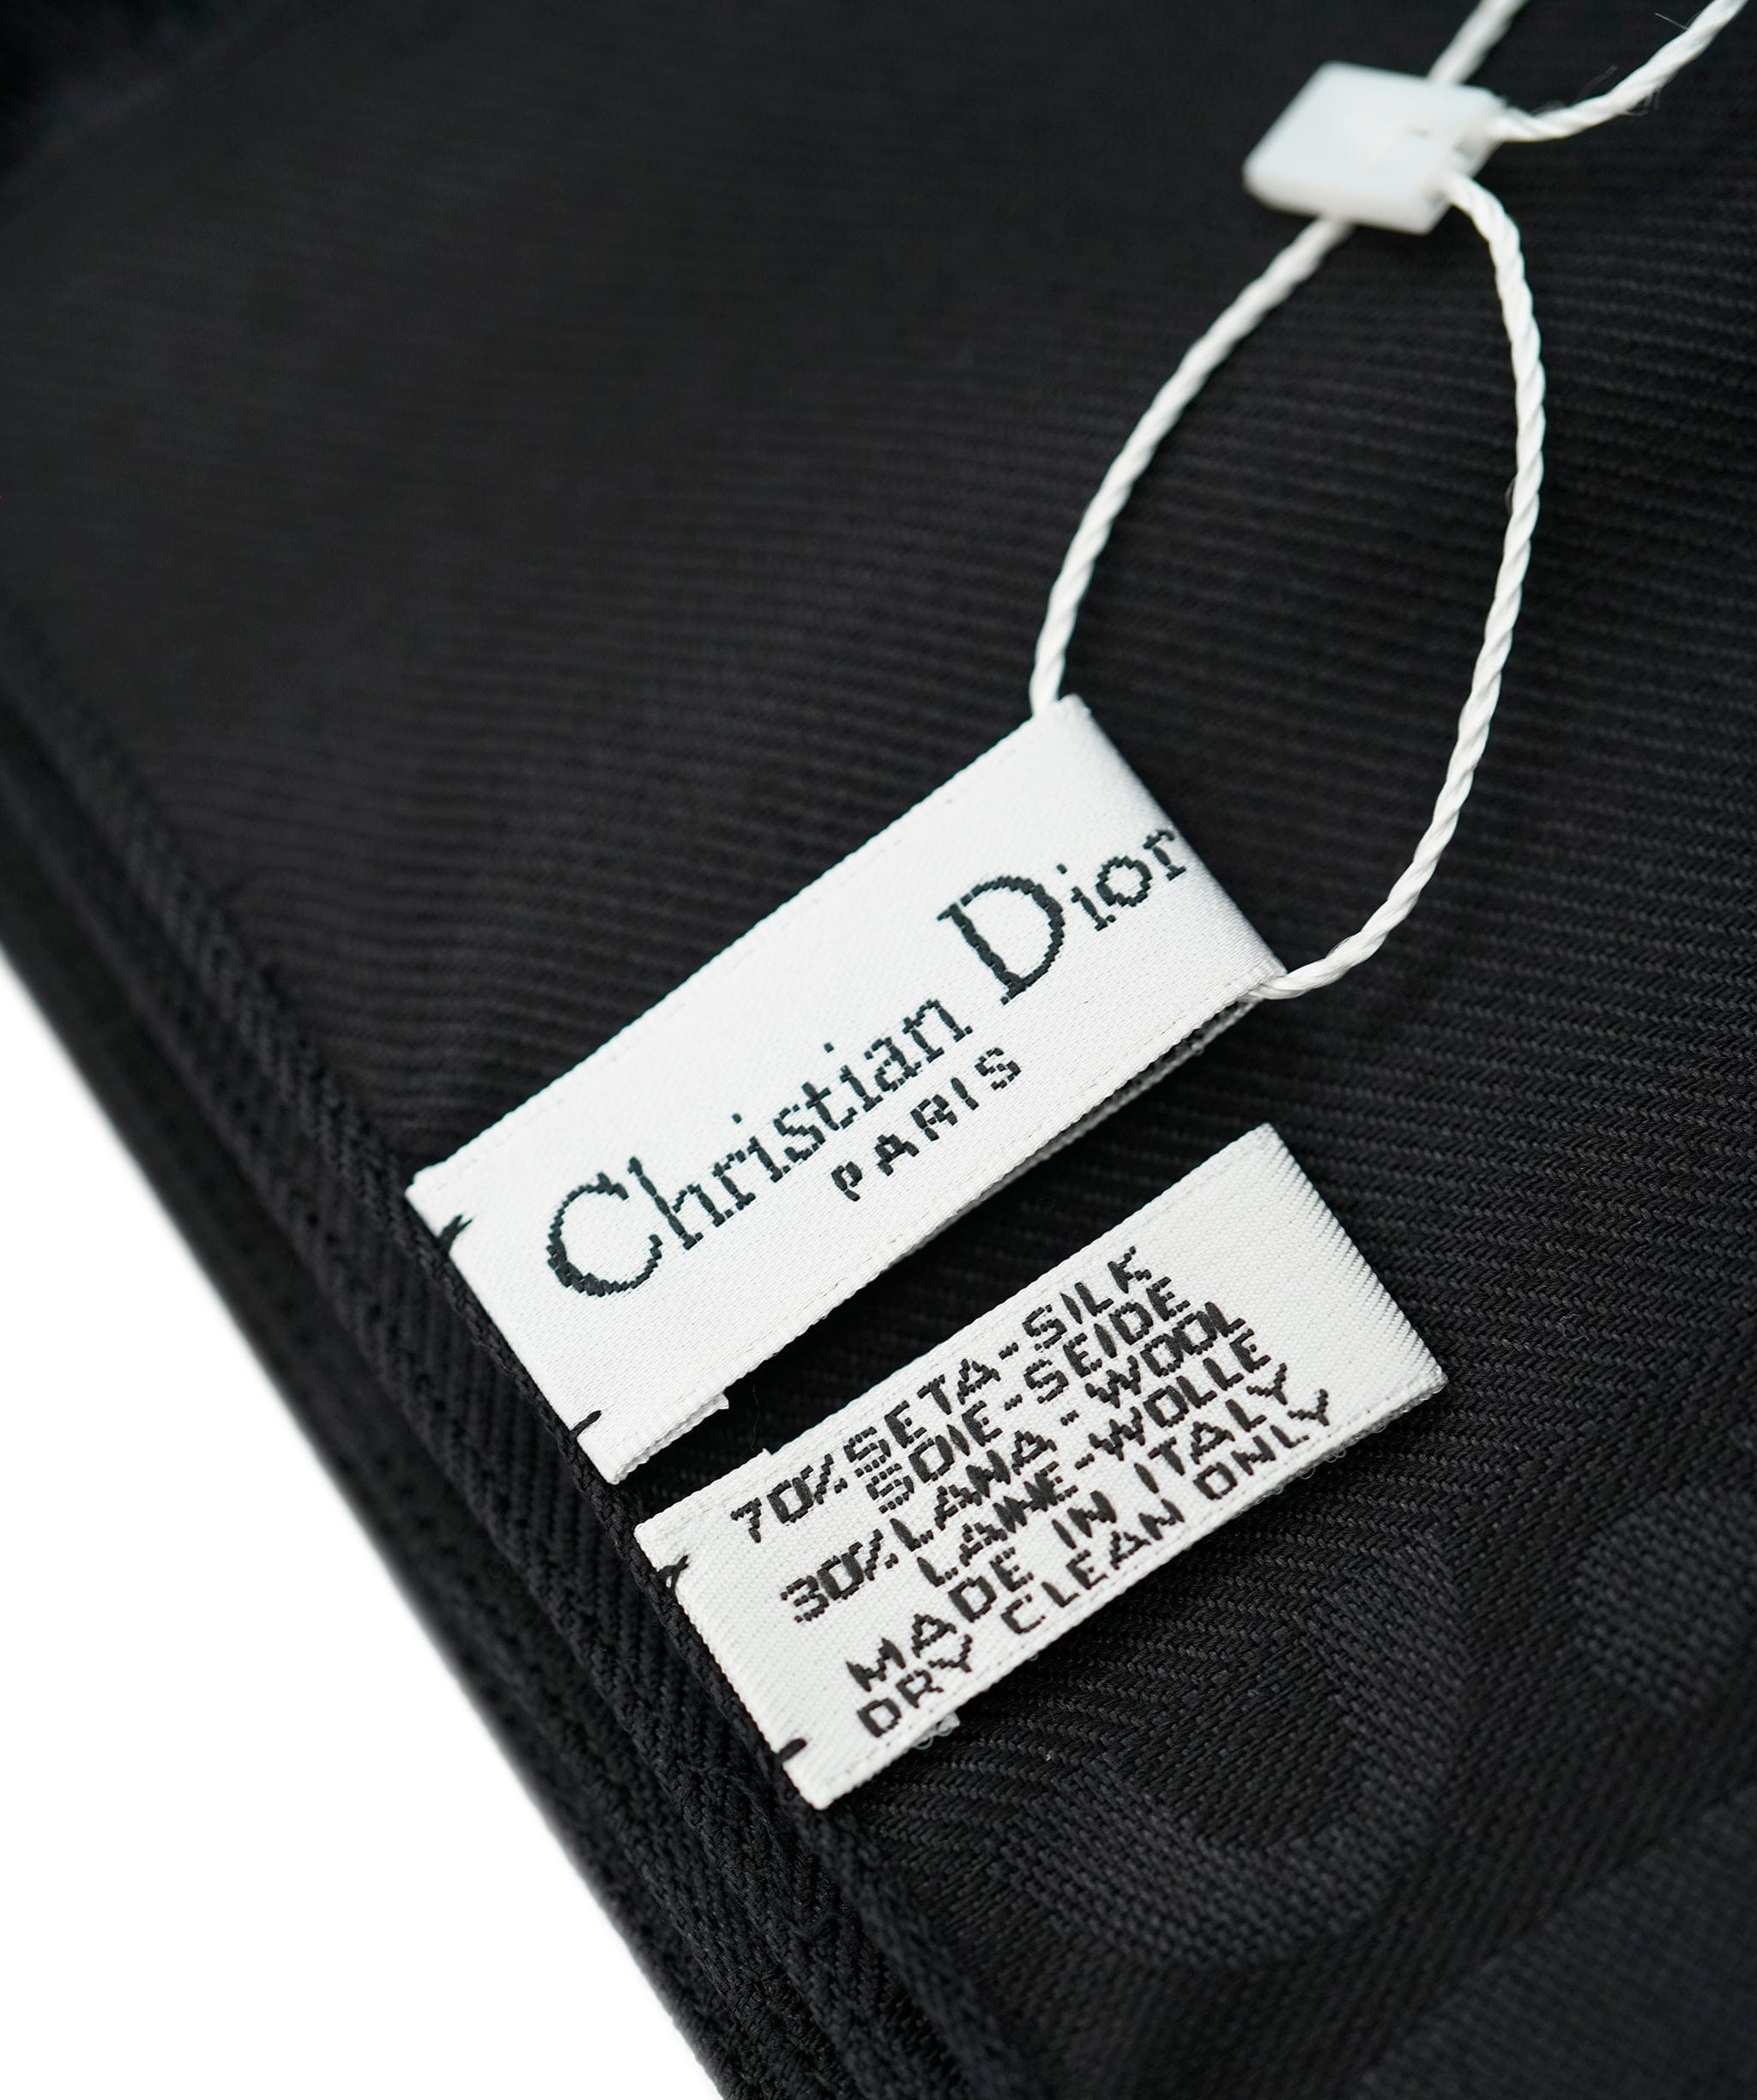 Christian Dior
PARIS
70% SETA-SILK
SOIE-SEIDE
30% LANA-WOOL
LAINE-WOLLE
MADE IN ITALY
DRY CLEAN ONLY